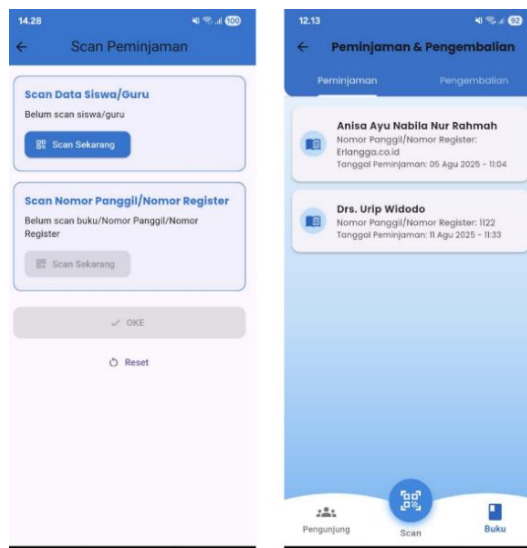 14.28
100
Scan Peminjaman
Scan Data Siswa/Guru
Belum scan siswa/guru
Scan Sekarang
Scan Nomor Panggil/Nomor Register
Belum scan buku/Nomor Panggil/Nomor
Register
Scan Sekarang
OKE
Reset
12.13
92
Peminjaman & Pengembalian
Peminjaman
Pengembalian
Anisa Ayu Nabila Nur Rahmah
Nomor Panggil/Nomor Register:
Erlangga.co.id
Tanggal Peminjaman: 05 Agu 2025 - 11:04
Drs. Urip Widodo
Nomor Panggil/Nomor Register: 1122
Tanggal Peminjaman: 11 Agu 2025 - 11:33
Pengunjung
Scan
Buku